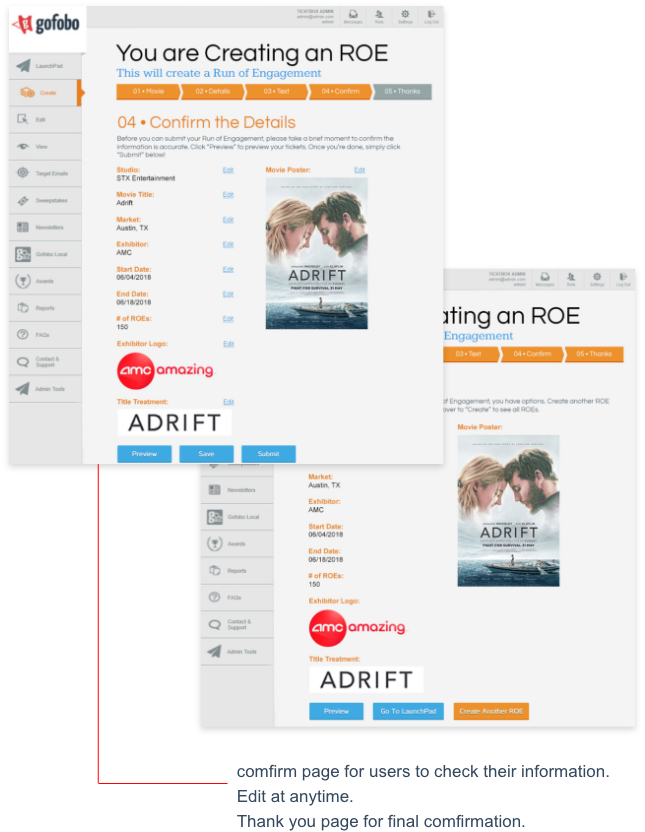 gofobo
TICKETBOX ADMIN
admin@admin.com
admin
Messages
Tools
Settings
Log Out
LaunchPad
Create
Edit
View
Target Emails
Sweepstakes
Newsletters
Gofobo Local
Awards
Reports
FAQs
Contact &
Support
Admin Tools
You are Creating an ROE
This will create a Run of Engagement
01 • Movie
02 • Details
03 • Text
04 • Confirm
05 • Thanks
04 • Confirm the Details
Before you can submit your Run of Engagement, please take a brief moment to confirm the
information is accurate. Click "Preview" to preview your tickets. Once you're done, simply click
"Submit" below!
Studio: Edit
STX Entertainment
Movie Title: Edit
Adrift
Market: Edit
Austin, TX
Exhibitor: Edit
AMC
Start Date: Edit
06/04/2018
End Date: Edit
06/18/2018
# of ROEs: Edit
150
Exhibitor Logo: Edit
amc amazing
Title Treatment: Edit
ADRIFT
Preview
Save
Submit
Movie Poster: Edit
ADRIFT
FIGHT FOR SURVIVAL 31 DAY
TICKETBOX ADMIN
admin@admin.com
admin
Messages
Tools
Settings
Log Out
ating an ROE
Engagement
03 • Text
04 • Confirm
05 • Thanks
of Engagement, you have options. Create another ROE
over to "Create" to see all ROEs.
Movie Poster:
ADRIFT
FIGHT FOR SURVIVAL 31 DAY
Newsletters
Gofobo Local
Awards
Reports
FAQs
Contact &
Support
Admin Tools
Market:
Austin, TX
Exhibitor:
AMC
Start Date:
06/04/2018
End Date:
06/18/2018
# of ROEs:
150
Exhibitor Logo:
amc amazing
Title Treatment:
ADRIFT
Preview
Go To LaunchPad
Create Another ROE
comfirm page for users to check their information.
Edit at anytime.
Thank you page for final comfirmation.